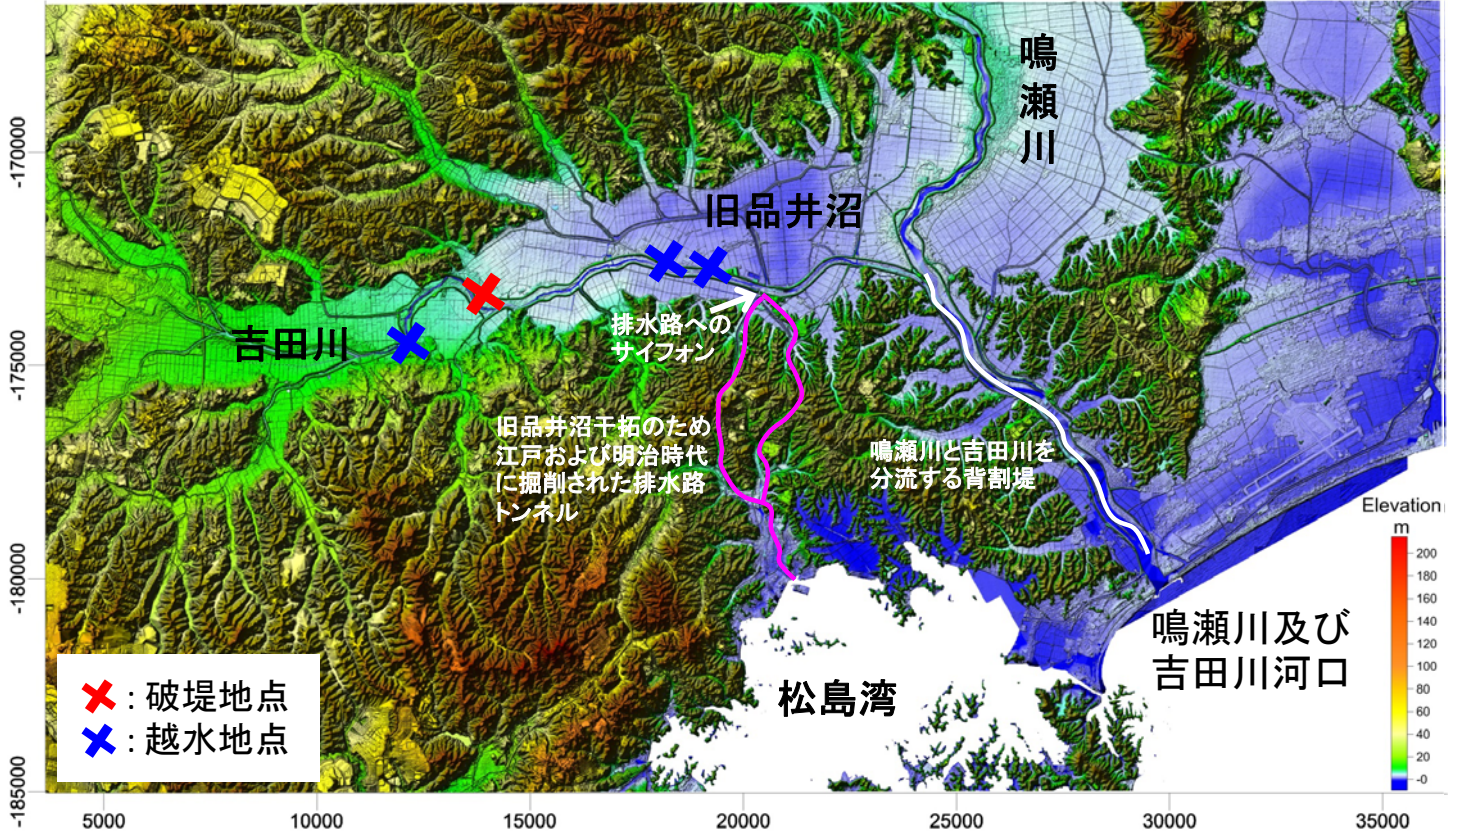 鳴瀬川
旧品井沼
吉田川
排水路への
サイフォン
旧品井沼干拓のため
江戸および明治時代
に掘削された排水路
トンネル
鳴瀬川と吉田川を
分流する背割堤
松島湾
鳴瀬川及び
吉田川河口
✖：破堤地点
✖：越水地点
Elevation
m
200
180
160
140
120
100
80
60
40
20
-0
-170000
-175000
-180000
-185000
5000
10000
15000
20000
25000
30000
35000